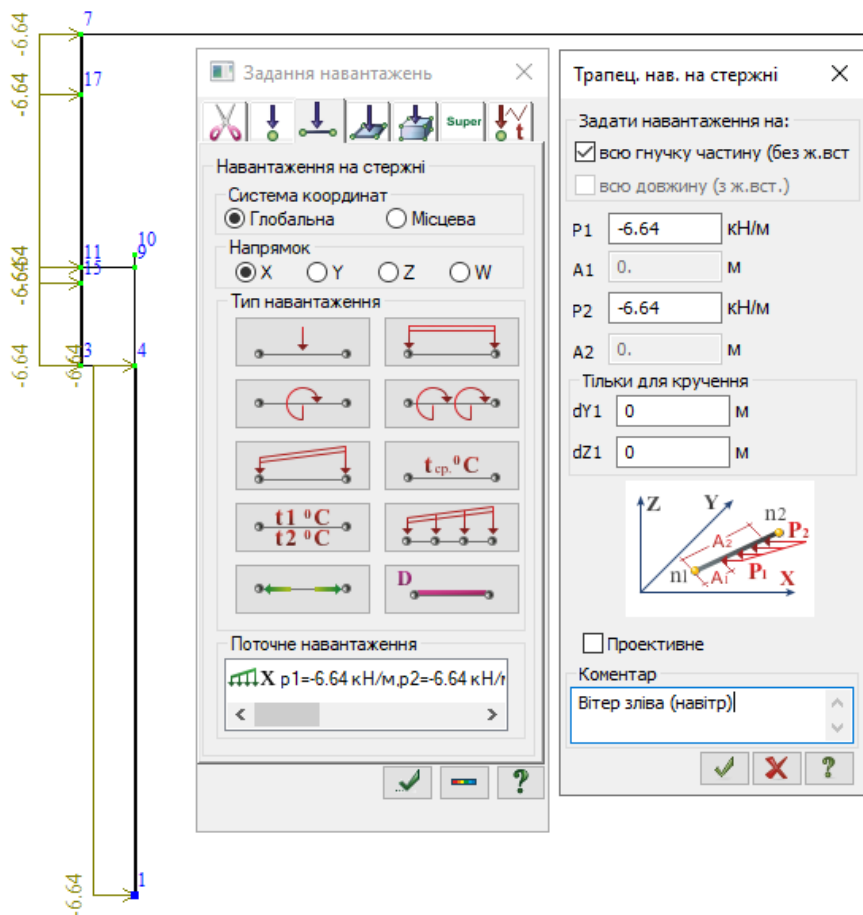 7
-6.64
17
-6.64
10
11
9
-6.64
15
3
4
-6.64
-6.64
1
-6.64
Задання навантажень
Super
t
Навантаження на стержні
Система координат
Глобальна Місцева
Напрямок
X Y Z W
Тип навантаження
tср.⁰C
t1 ⁰C
t2 ⁰C
D
Поточне навантаження
X p1=-6.64 кН/м,p2=-6.64 кН/м
< >
?
Трапец. нав. на стержні
Задати навантаження на:
всю гнучку частину (без ж.вст
всю довжину (з ж.вст.)
P1 -6.64 кН/м
A1 0. м
P2 -6.64 кН/м
A2 0. м
Тільки для кручення
dY1 0 м
dZ1 0 м
Z Y n2
A2 P2
n1 A1 P1 X
Проективне
Коментар
Вітер зліва (навітр)
?